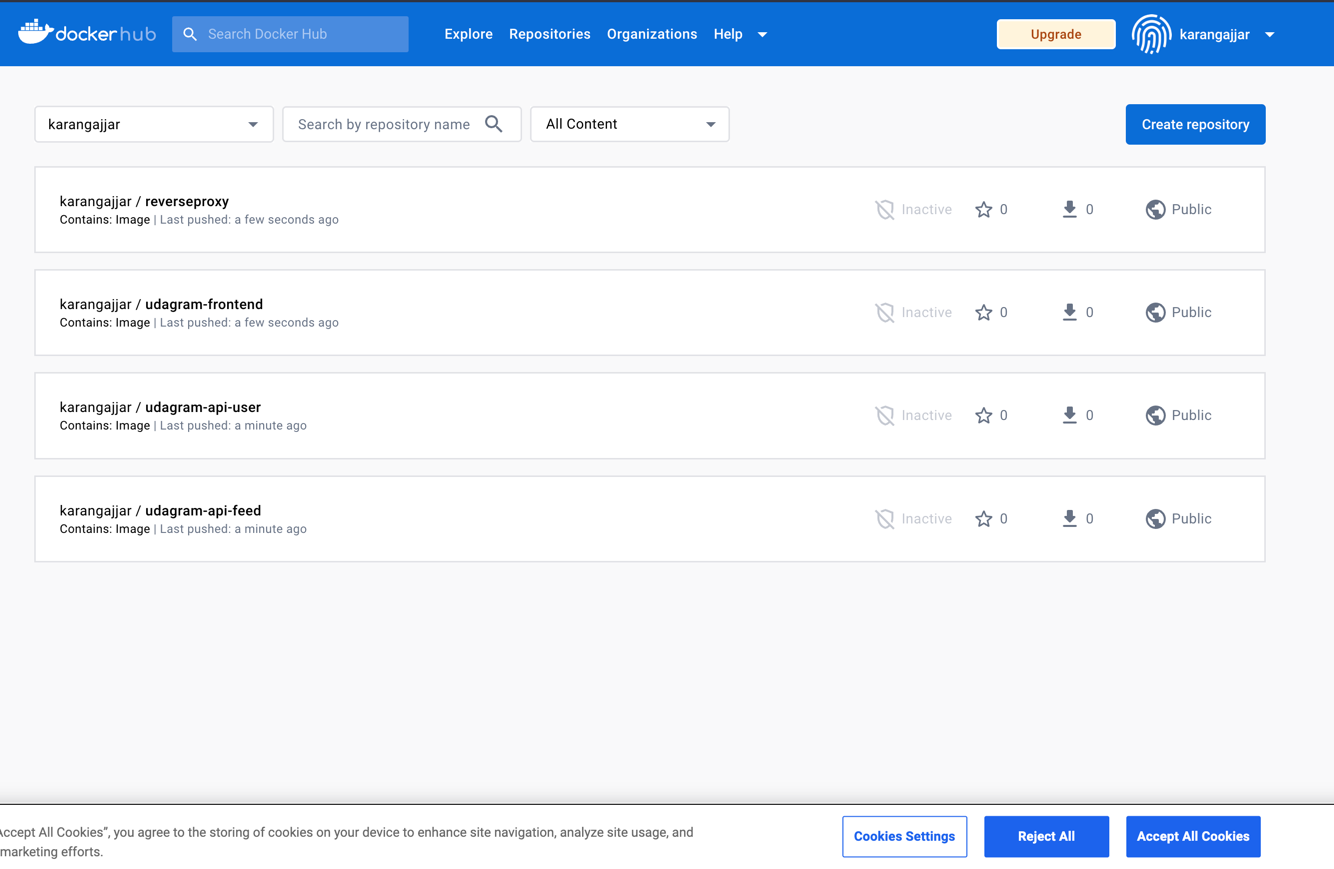 dockerhub
Search Docker Hub
Explore
Repositories
Organizations
Help
Upgrade
karangajjar
karangajjar
Search by repository name
All Content
Create repository
karangajjar / reverseproxy
Contains: Image | Last pushed: a few seconds ago
Inactive
0
0
Public
karangajjar / udagram-frontend
Contains: Image | Last pushed: a few seconds ago
Inactive
0
0
Public
karangajjar / udagram-api-user
Contains: Image | Last pushed: a minute ago
Inactive
0
0
Public
karangajjar / udagram-api-feed
Contains: Image | Last pushed: a minute ago
Inactive
0
0
Public
Accept All Cookies”, you agree to the storing of cookies on your device to enhance site navigation, analyze site usage, and
marketing efforts.
Cookies Settings
Reject All
Accept All Cookies